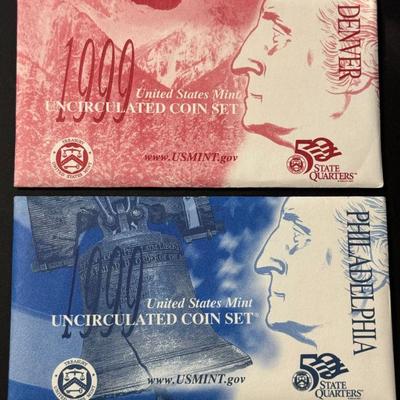 DENVER
1999
United States Mint
UNCIRCULATED COIN SET
www.USMINT.gov
50
STATE
QUARTERS
PHILADELPHIA
1999
United States Mint
UNCIRCULATED COIN SET®
www.USMINT.gov
50
STATE
QUARTERS